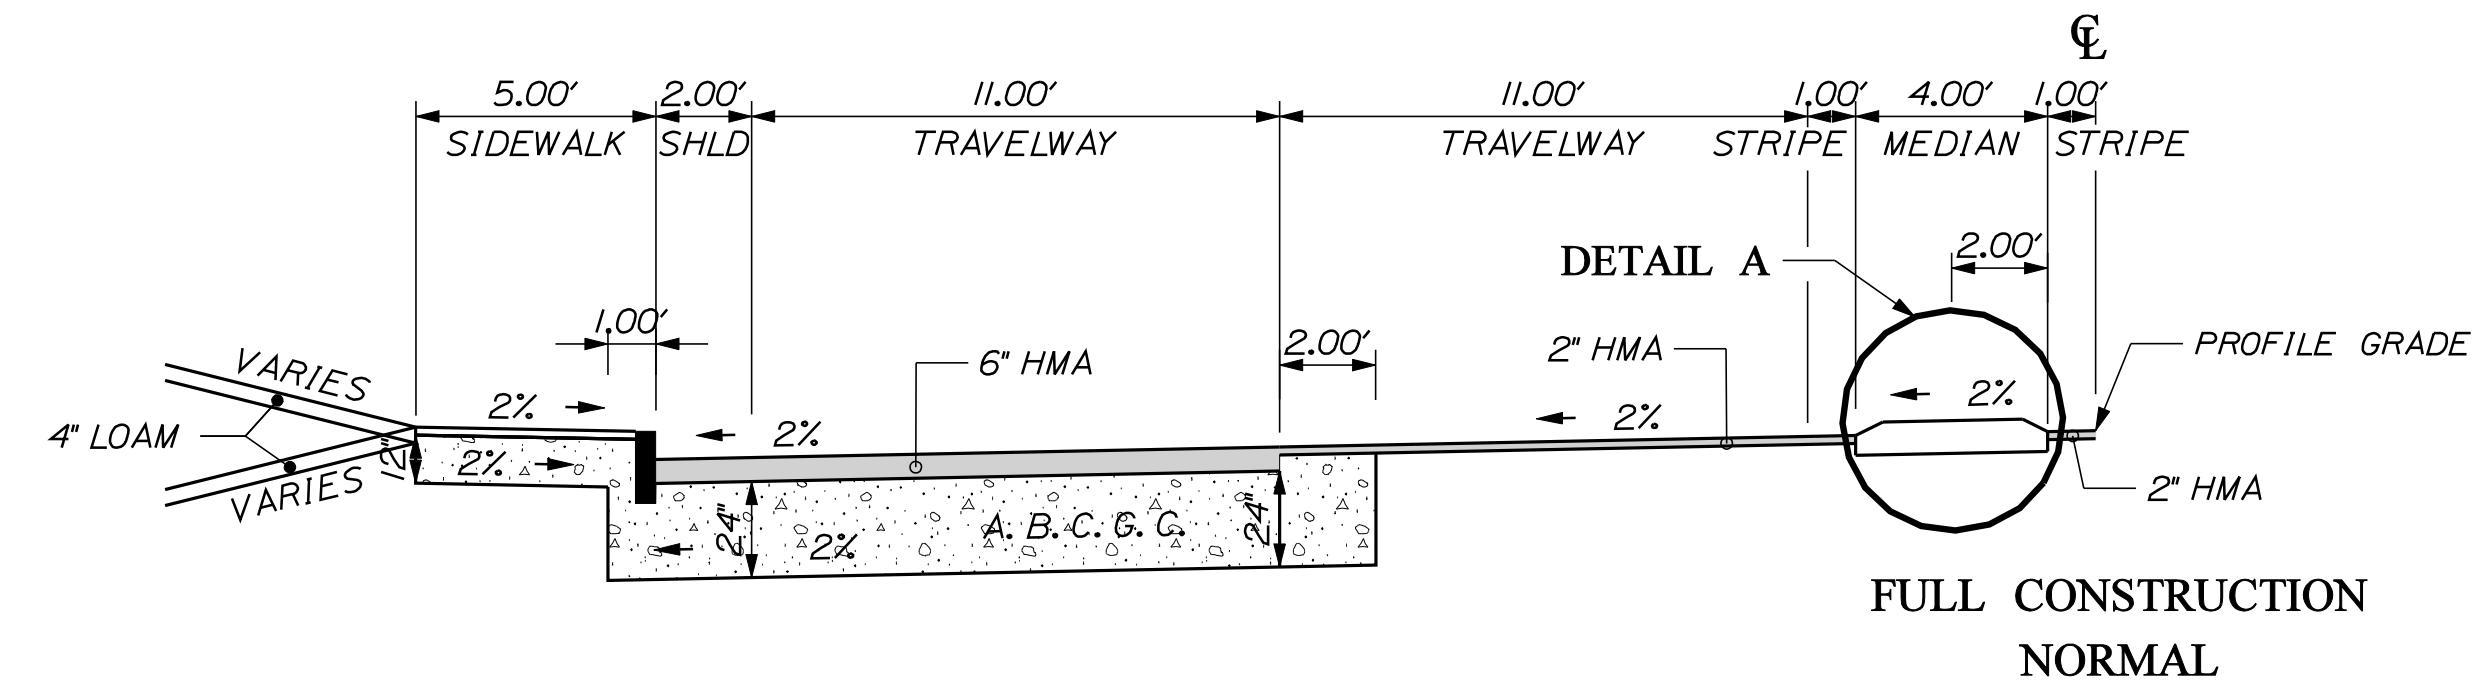 ℄
5.00' 2.00' 11.00' 11.00' 1.00' 4.00' 1.00'
SIDEWALK SHLD TRAVELWAY TRAVELWAY STRIPE MEDIAN STRIPE
DETAIL A
2.00'
1.00'
2.00'
6" HMA
2" HMA
PROFILE GRADE
VARIES
2%
2%
2%
2%
4" LOAM
12"
2%
VARIES
2" HMA
24"
2%
A.B.C.G.C.
24"
FULL CONSTRUCTION
NORMAL